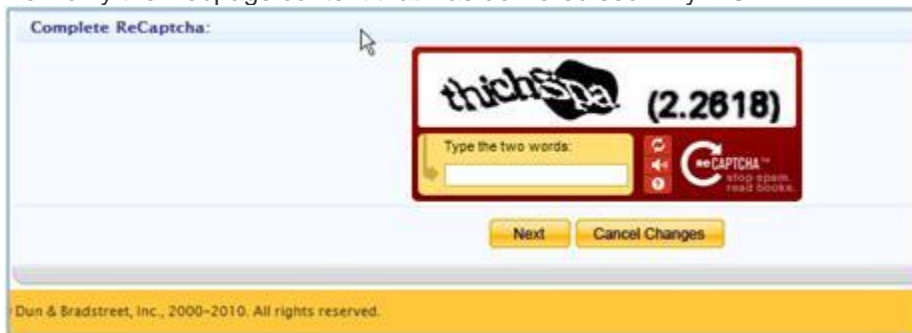 Complete ReCaptcha:
thichSpa (2.2618)
Type the two words:
reCAPTCHA™
stop spam.
read books.
Next Cancel Changes
Dun & Bradstreet, Inc., 2000-2010. All rights reserved.